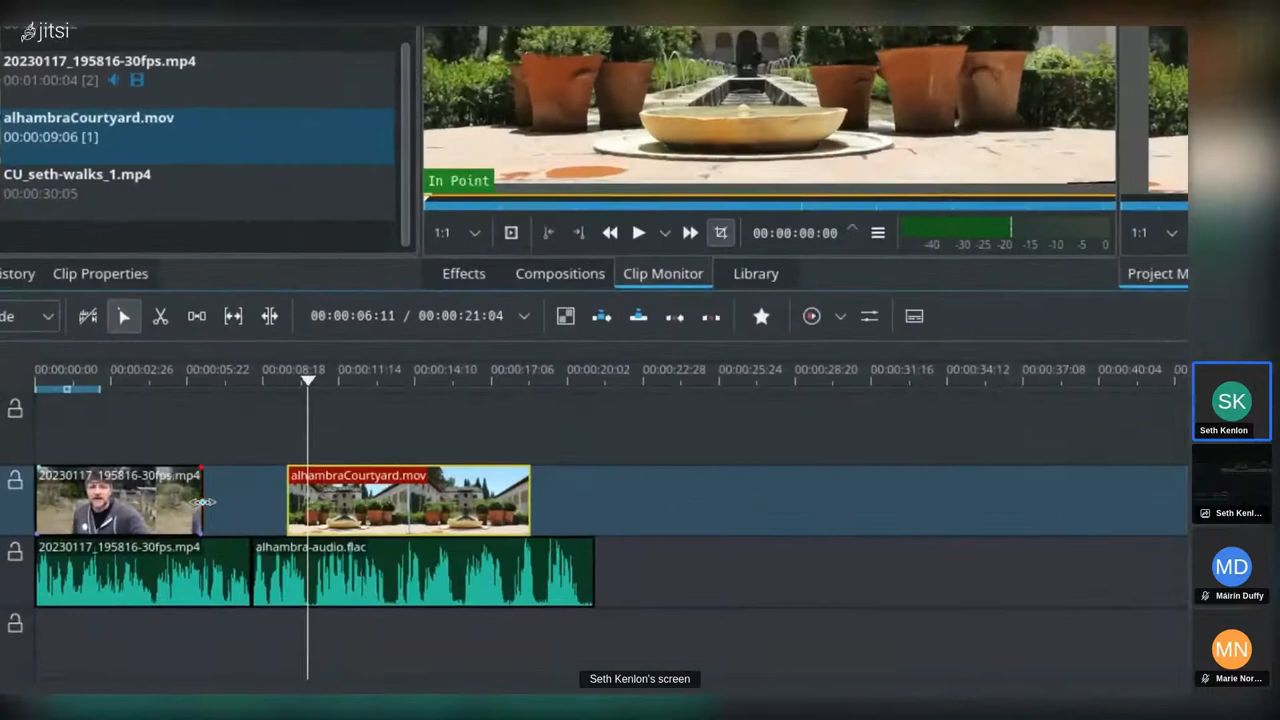 jitsi
20230117_195816-30fps.mp4
00:01:00:04 [2]
alhambraCourtyard.mov
00:00:09:06 [1]
CU_seth-walks_1.mp4
00:00:30:05
In Point
1:1
00:00:00:00
-40 -30 -25 -20 -15 -10 -5 0
1:1
istory Clip Properties
Effects Compositions Clip Monitor Library
Project M
de
00:00:06:11 / 00:00:21:04
00:00:00:00 00:00:02:26 00:00:05:22 00:00:08:18 00:00:11:14 00:00:14:10 00:00:17:06 00:00:20:02 00:00:22:28 00:00:25:24 00:00:28:20 00:00:31:16 00:00:34:12 00:00:37:08 00:00:40:04 00
20230117_195816-30fps.mp4
alhambraCourtyard.mov
20230117_195816-30fps.mp4
alhambra-audio.flac
SK
Seth Kenlon
Seth Kenl...
MD
Máirín Duffy
MN
Marie Nor...
Seth Kenlon's screen